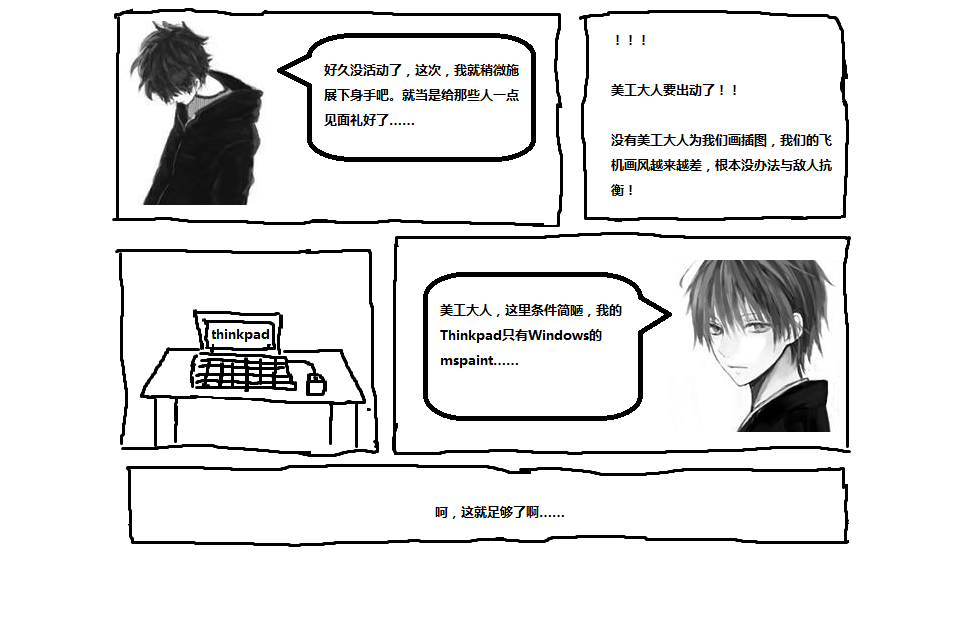 好久没活动了，这次，我就稍微施
展下身手吧。就当是给那些人一点
见面礼好了……
！！！
美工大人要出动了！！
没有美工大人为我们画插图，我们的飞
机画风越来越差，根本没办法与敌人抗
衡！
thinkpad
美工大人，这里条件简陋，我的
Thinkpad只有Windows的
mspaint……
呵，这就足够了啊……